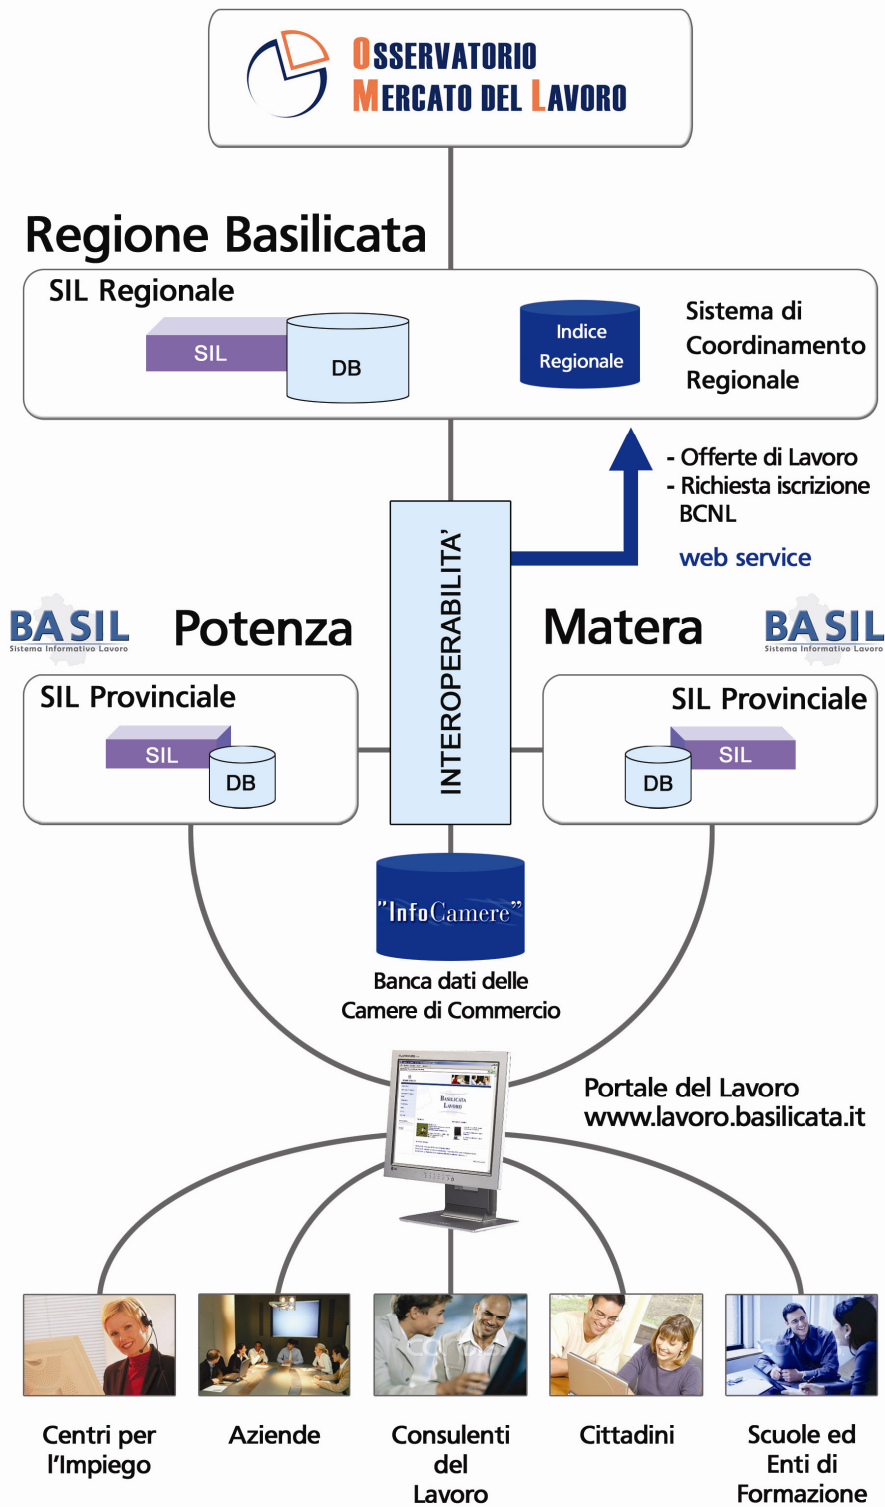 OSSERVATORIO
MERCATO DEL LAVORO
Regione Basilicata
SIL Regionale
SIL
DB
Indice
Regionale
Sistema di
Coordinamento
Regionale
- Offerte di Lavoro
- Richiesta iscrizione
BCNL
web service
INTEROPERABILITA'
BASIL
Sistema Informativo Lavoro
Potenza
Matera
BASIL
Sistema Informativo Lavoro
SIL Provinciale
SIL
DB
SIL Provinciale
SIL
DB
"InfoCamere"
Banca dati delle
Camere di Commercio
BASILICATA
LAVORO
Portale del Lavoro
www.lavoro.basilicata.it
Centri per
l'Impiego
Aziende
Consulenti
del
Lavoro
Cittadini
Scuole ed
Enti di
Formazione